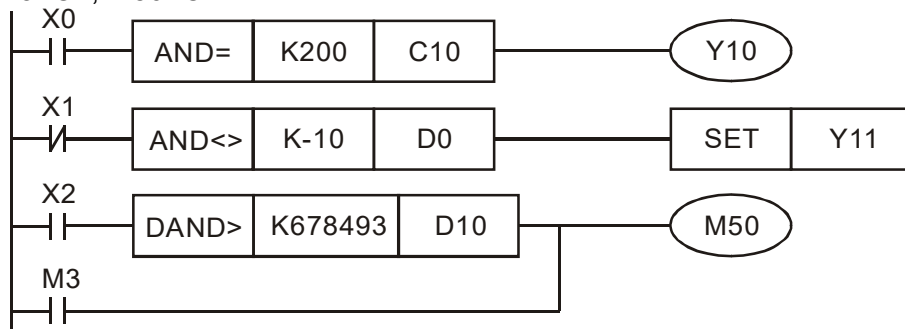 X0
AND= K200 C10 Y10
X1
AND<> K-10 D0 SET Y11
X2
DAND> K678493 D10 M50
M3